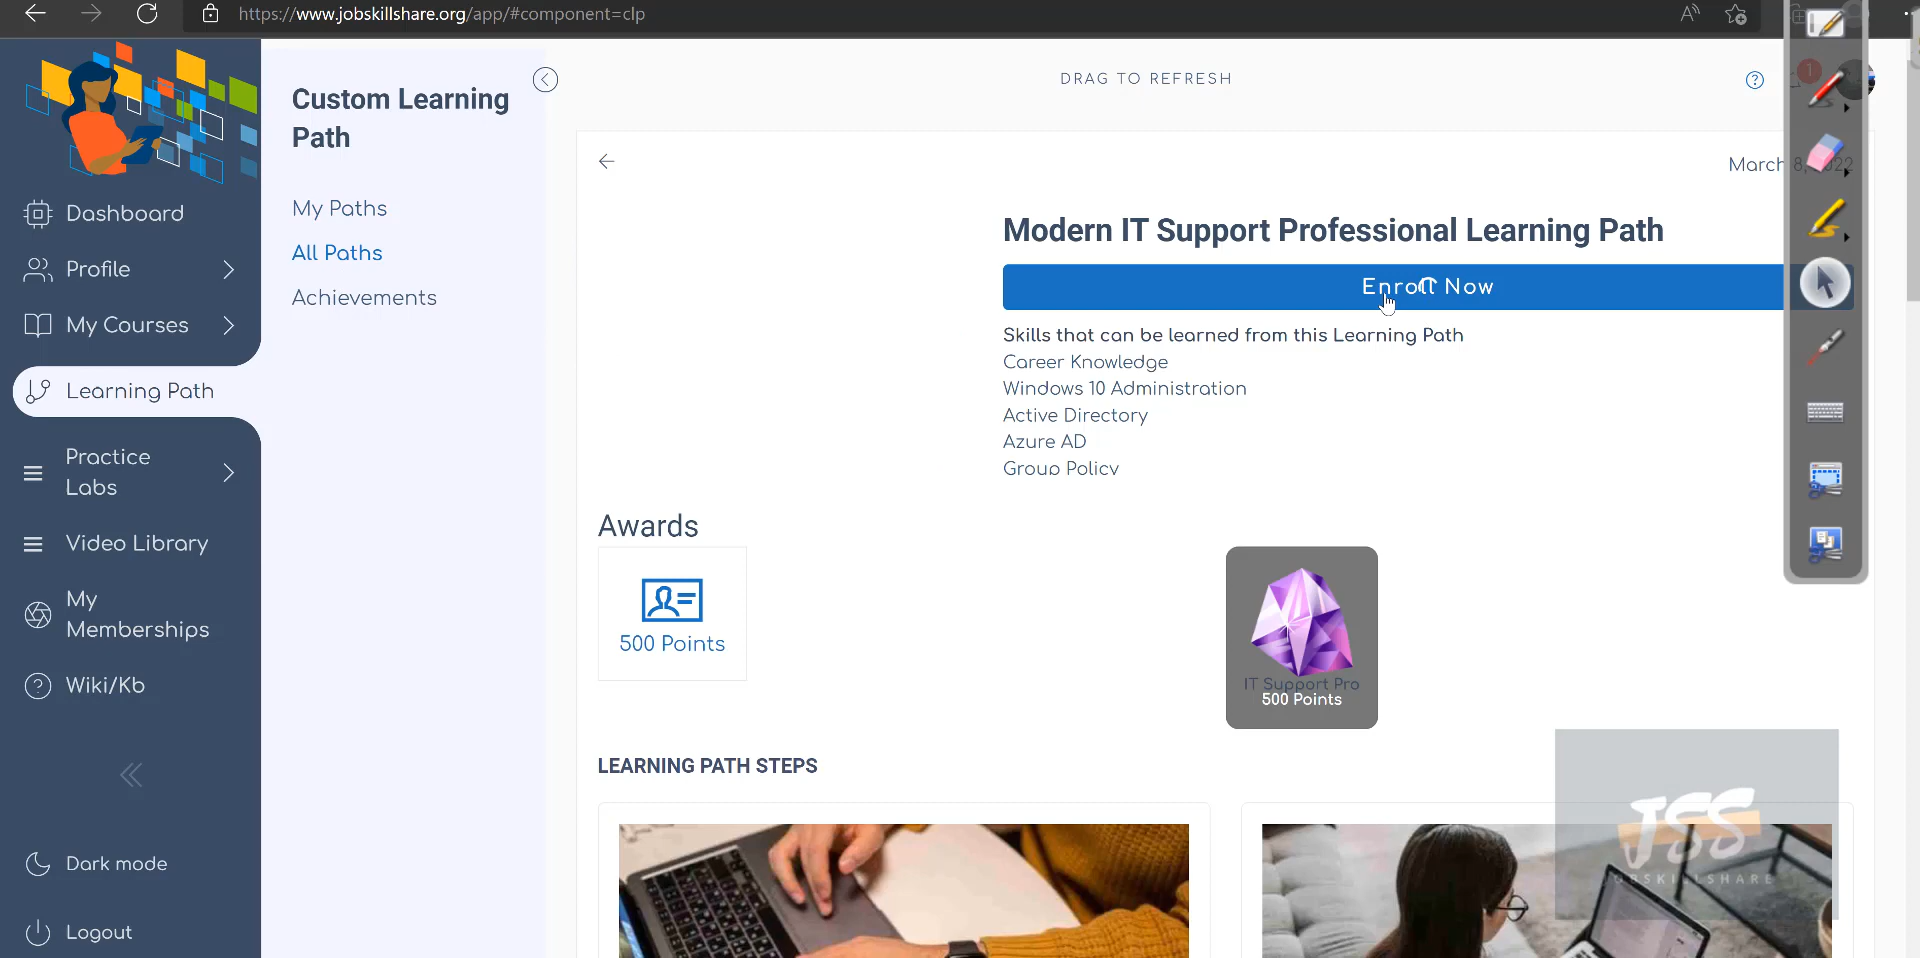 https://www.jobskillshare.org/app/#component=clp
Custom Learning
Path
DRAG TO REFRESH
1
March 8, 2022
My Paths
All Paths
Achievements
Dashboard
Profile
My Courses
Learning Path
Practice
Labs
Video Library
My
Memberships
Wiki/Kb
Dark mode
Logout
Modern IT Support Professional Learning Path
Enroll Now
Skills that can be learned from this Learning Path
Career Knowledge
Windows 10 Administration
Active Directory
Azure AD
Group Policy
Awards
500 Points
IT Support Pro
500 Points
LEARNING PATH STEPS
JSS
JOBSKILLSHARE